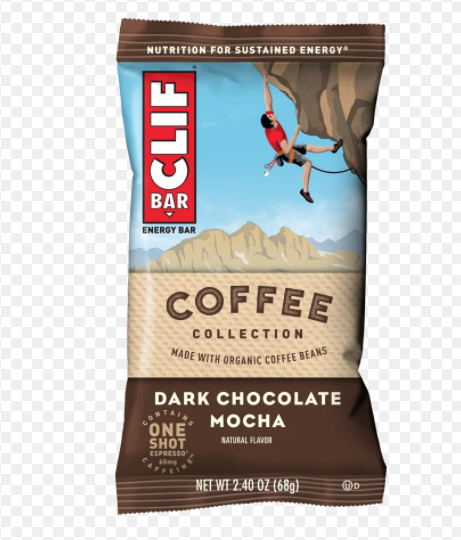 NUTRITION FOR SUSTAINED ENERGY®
CLIF®
BAR
ENERGY BAR
COFFEE
COLLECTION
MADE WITH ORGANIC COFFEE BEANS
DARK CHOCOLATE
MOCHA
NATURAL FLAVOR
CONTAINS
ONE
SHOT
ESPRESSO*
65mg
CAFFEINE
NET WT 2.40 OZ (68g)
U D